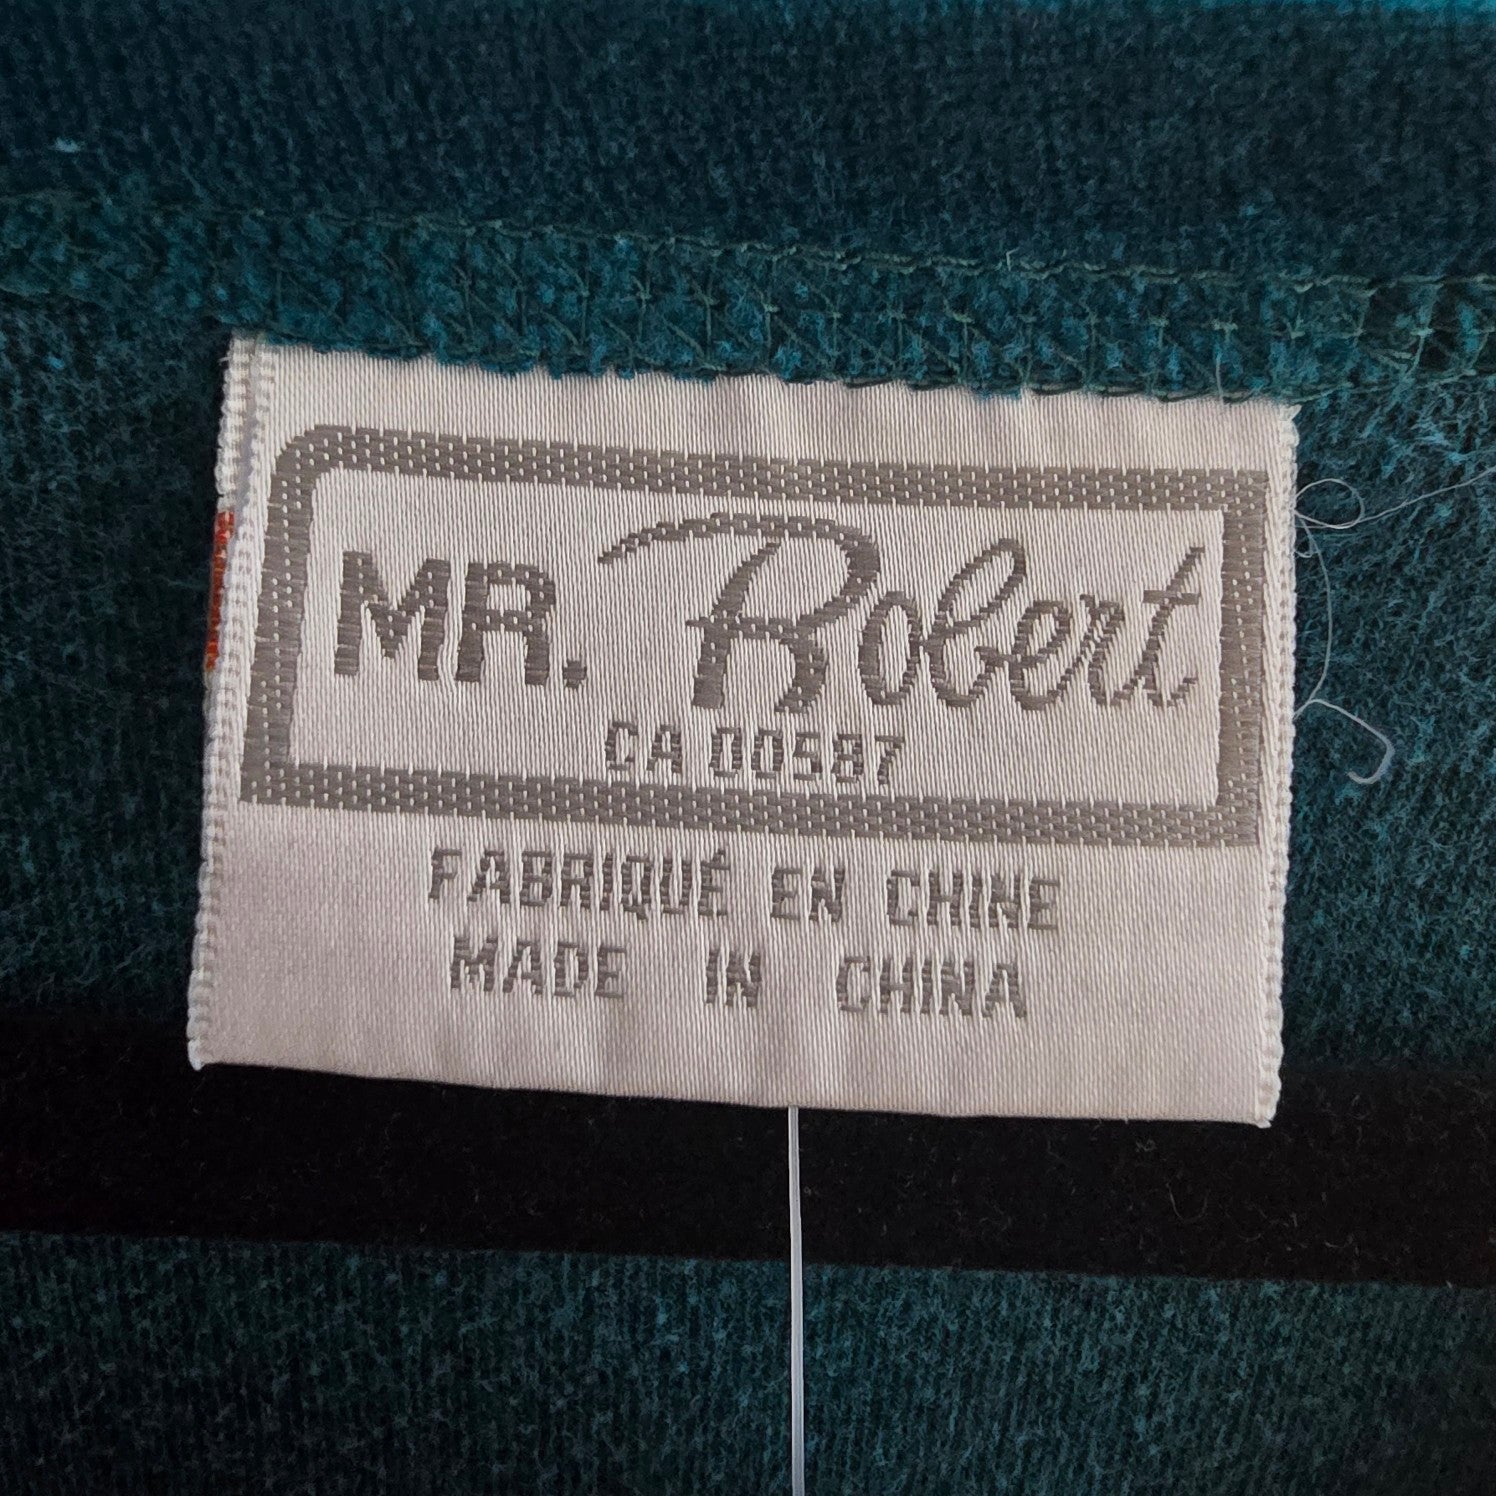 MR. Robert
CA 00587
FABRIQUÉ EN CHINE
MADE IN CHINA